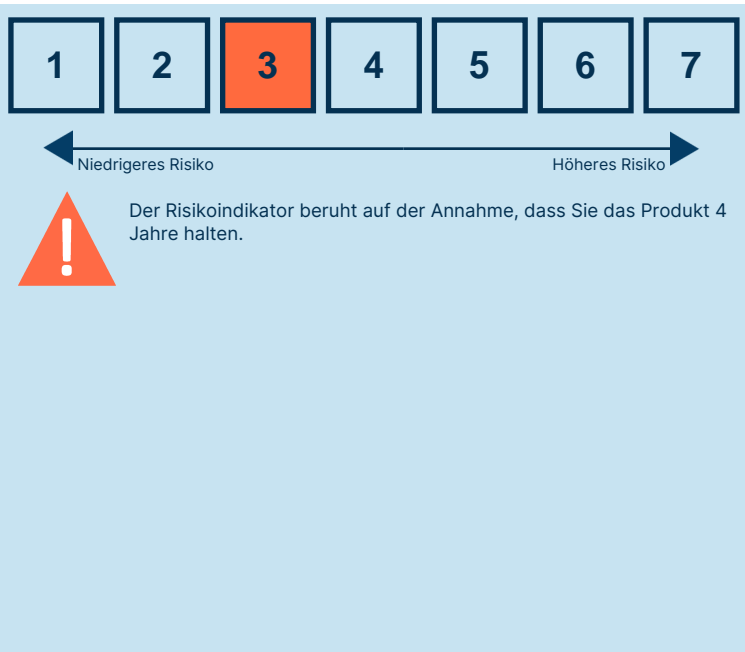 1 2 3 4 5 6 7
Niedrigeres Risiko Höheres Risiko
Der Risikoindikator beruht auf der Annahme, dass Sie das Produkt 4
Jahre halten.